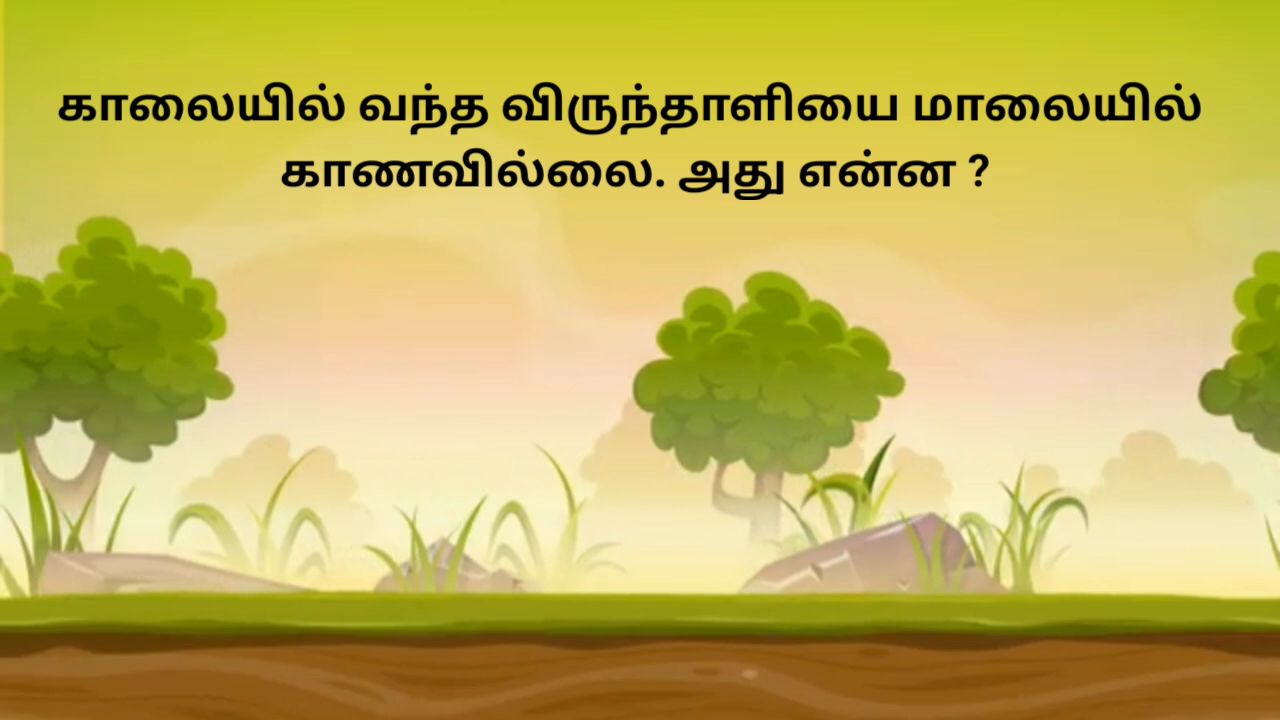 காலையில் வந்த விருந்தாளியை மாலையில்
காணவில்லை. அது என்ன ?